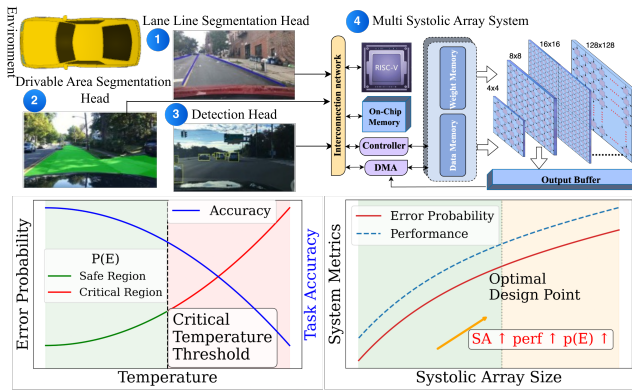 Environment
Lane Line Segmentation Head
1
Drivable Area Segmentation
Head
2
3 Detection Head
4 Multi Systolic Array System
Interconnection network
RISC-V
On-Chip
Memory
Controller
DMA
Weight Memory
Data Memory
4x4
8x8
16x16
128x128
Output Buffer
Error Probability
Accuracy
P(E)
Safe Region
Critical Region
Critical
Temperature
Threshold
Task Accuracy
Temperature
System Metrics
Error Probability
Performance
Optimal
Design Point
SA ↑ perf ↑ p(E) ↑
Systolic Array Size